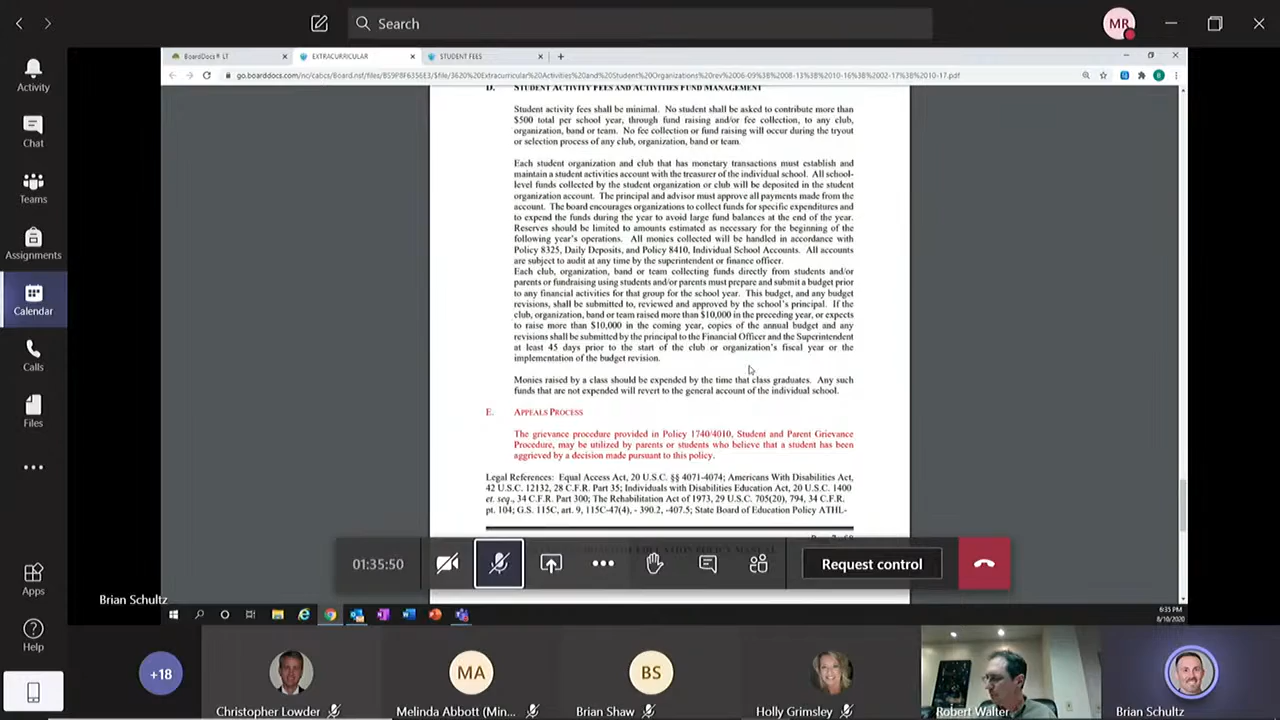 Search
MR
Activity
Chat
Teams
Assignments
Calendar
Calls
Files
Apps
Help
BoardDocs® LT
EXTRACURRICULAR
STUDENT FEES
D. STUDENT ACTIVITY FEES AND ACTIVITIES FUND MANAGEMENT
Student activity fees shall be minimal. No student shall be asked to contribute more than
$500 total per school year, through fund raising and/or fee collection, to any club,
organization, band or team. No fee collection or fund raising will occur during the tryout
or selection process of any club, organization, band or team.
Each student organization and club that has monetary transactions must establish and
maintain a student activities account with the treasurer of the individual school. All school-
level funds collected by the student organization or club will be deposited in the student
organization account. The principal and advisor must approve all payments made from the
account. The board encourages organizations to collect funds for specific expenditures and
to expend the funds during the year to avoid large fund balances at the end of the year.
Reserves should be limited to amounts estimated as necessary for the beginning of the
following year's operations. All monies collected will be handled in accordance with
Policy 8325, Daily Deposits, and Policy 8410, Individual School Accounts. All accounts
are subject to audit at any time by the superintendent or finance officer.
Each club, organization, band or team collecting funds directly from students and/or
parents or fundraising using students and/or parents must prepare and submit a budget prior
to any financial activities for that group for the school year. This budget, and any budget
revisions, shall be submitted to, reviewed and approved by the school's principal. If the
club, organization, band or team raised more than $10,000 in the preceding year, or expects
to raise more than $10,000 in the coming year, copies of the annual budget and any
revisions shall be submitted by the principal to the Financial Officer and the Superintendent
at least 45 days prior to the start of the club or organization's fiscal year or the
implementation of the budget revision.
Monies raised by a class should be expended by the time that class graduates. Any such
funds that are not expended will revert to the general account of the individual school.
E. APPEALS PROCESS
The grievance procedure provided in Policy 1740/4010, Student and Parent Grievance
Procedure, may be utilized by parents or students who believe that a student has been
aggrieved by a decision made pursuant to this policy.
Legal References: Equal Access Act, 20 U.S.C. §§ 4071-4074; Americans With Disabilities Act,
42 U.S.C. 12132, 28 C.F.R. Part 35; Individuals with Disabilities Education Act, 20 U.S.C. 1400
et. seq., 34 C.F.R. Part 300; The Rehabilitation Act of 1973, 29 U.S.C. 705(20), 794, 34 C.F.R.
pt. 104; G.S. 115C, art. 9, 115C-47(4), - 390.2, -407.5; State Board of Education Policy ATHL-
01:35:50
Request control
Brian Schultz
6:35 PM
8/10/2020
+18
Christopher Lowder
MA
Melinda Abbott (Min...
BS
Brian Shaw
Holly Grimsley
Robert Walter
Brian Schultz